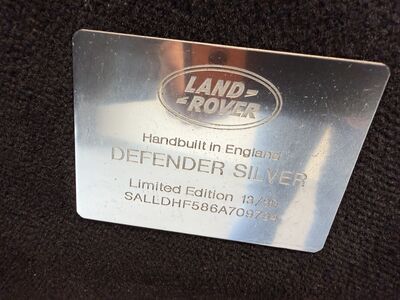 LAND-
-ROVER
Handbuilt in England
DEFENDER SILVER
Limited Edition